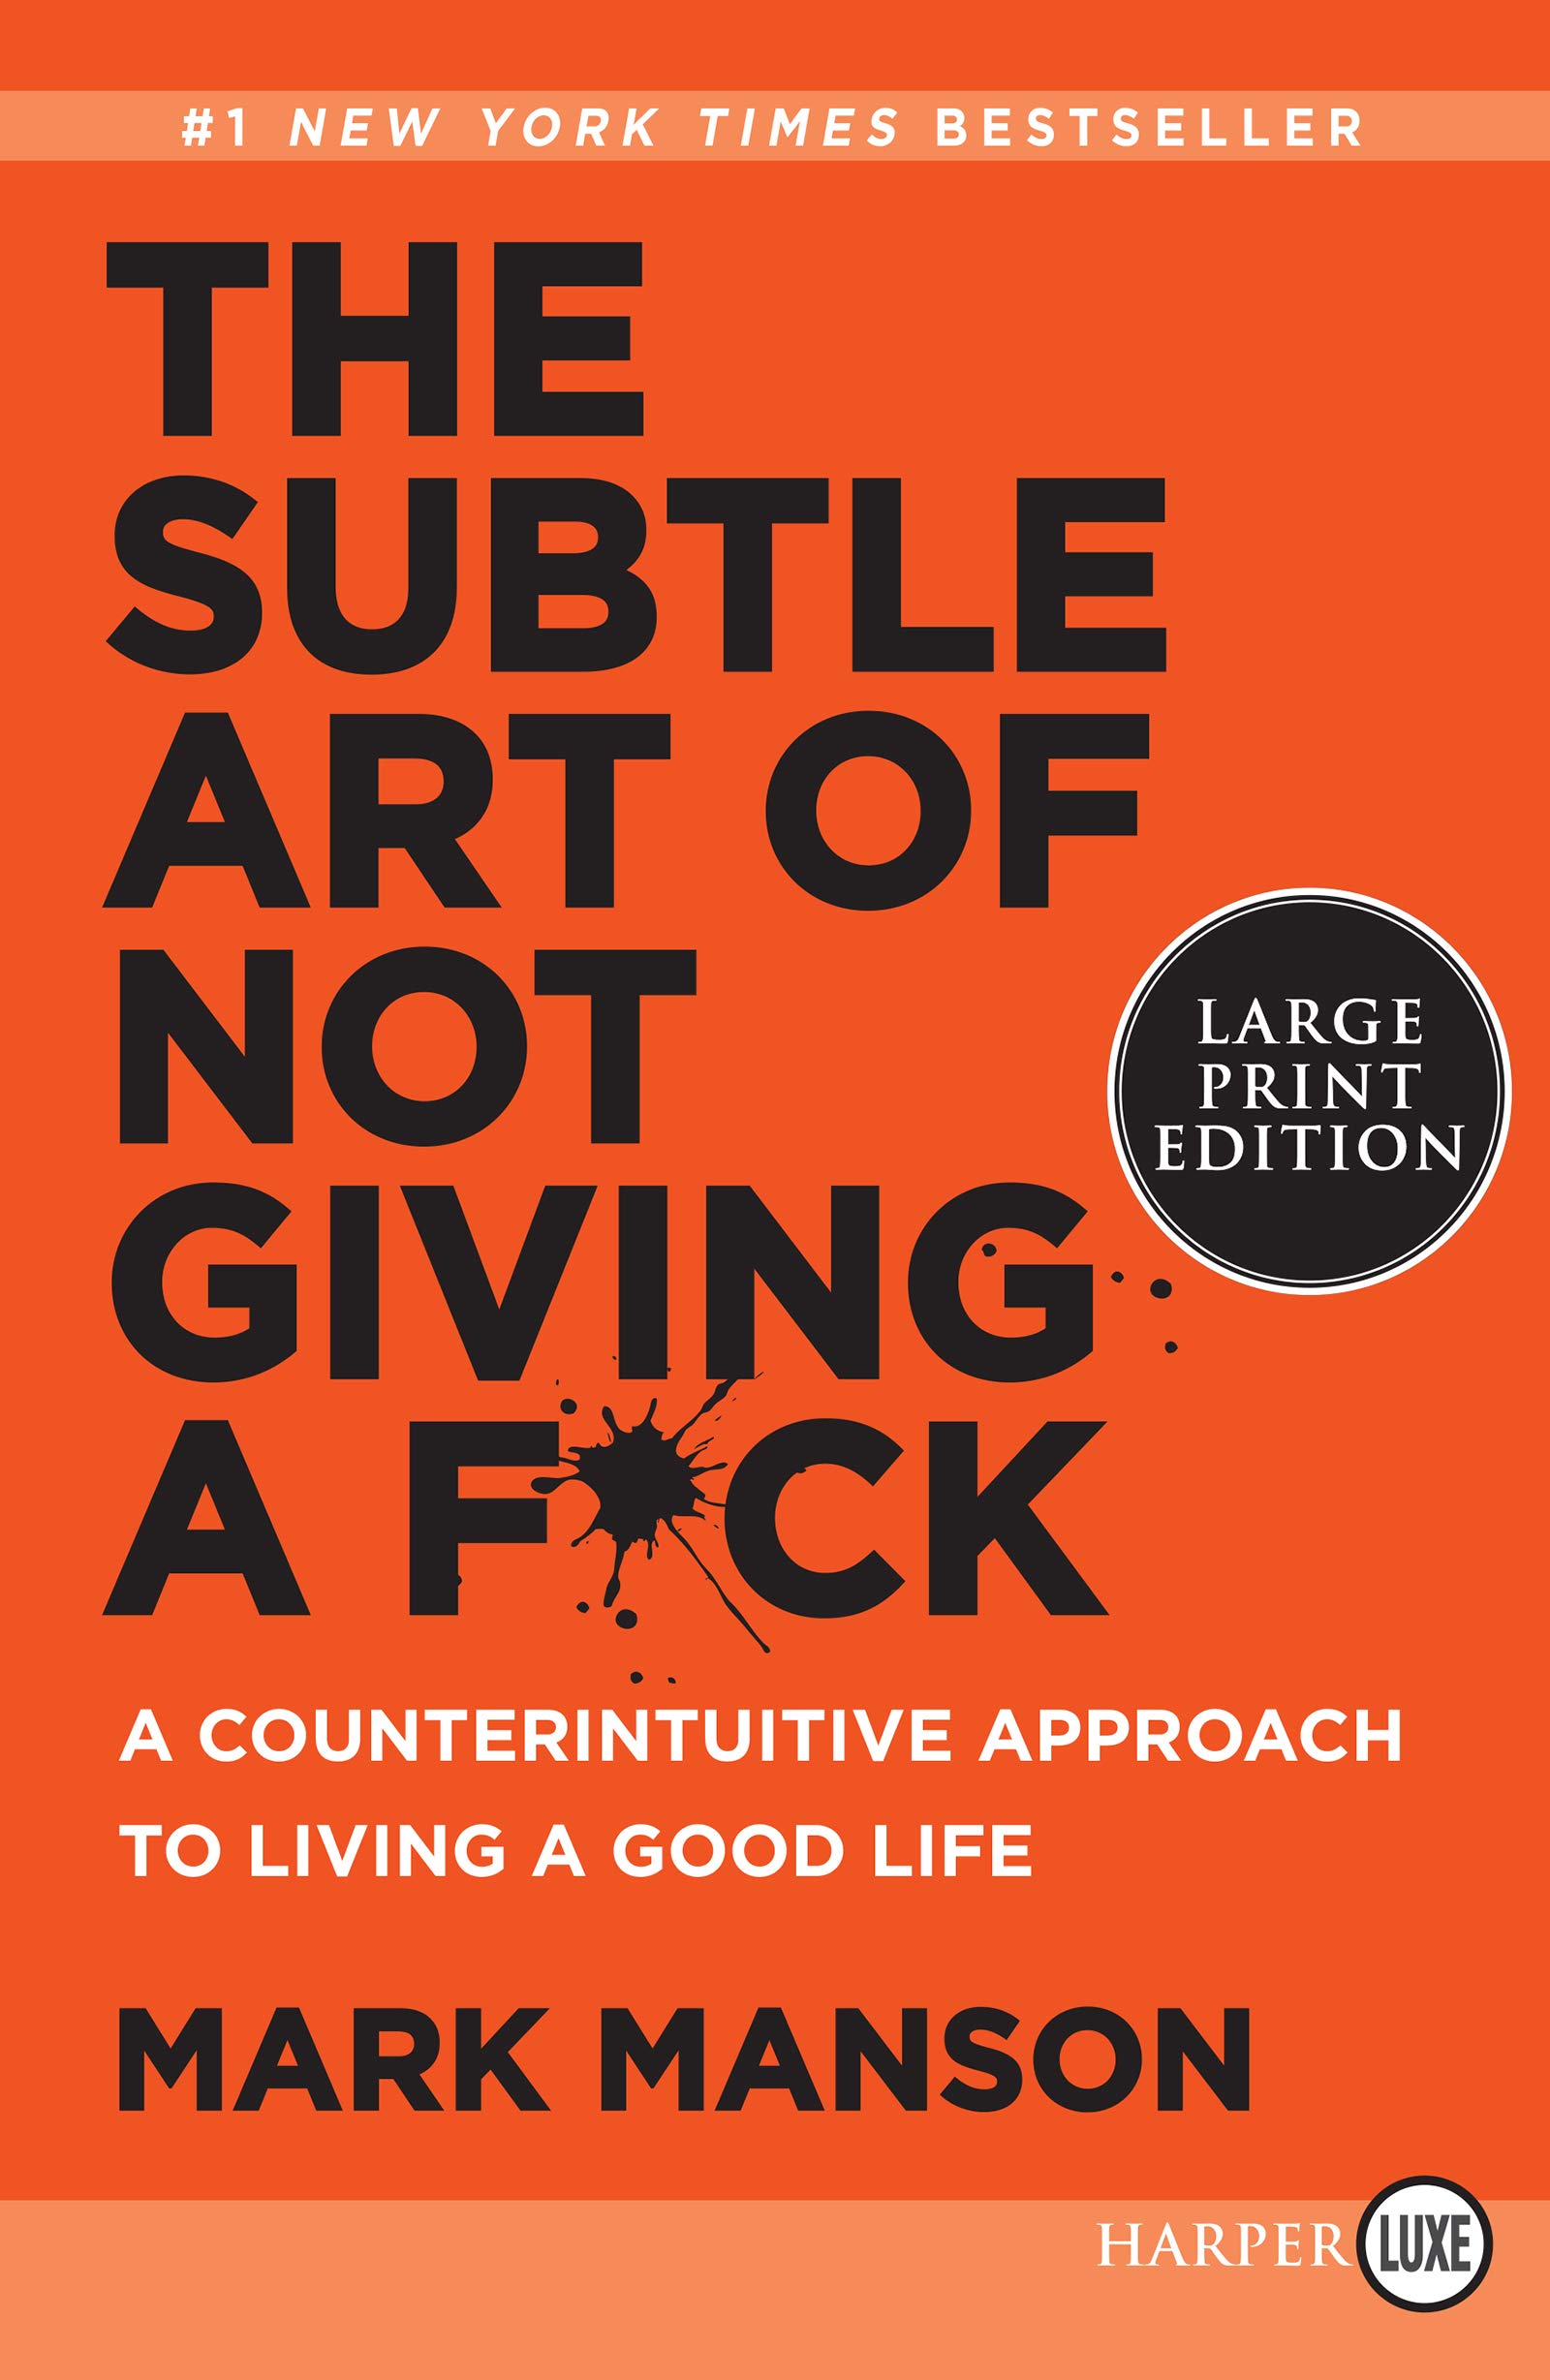 #1 NEW YORK TIMES BESTSELLER
THE
SUBTLE
ART OF
NOT
GIVING
A F CK
LARGE
PRINT
EDITION
A COUNTERINTUITIVE APPROACH
TO LIVING A GOOD LIFE
MARK MANSON
HARPER LUXE